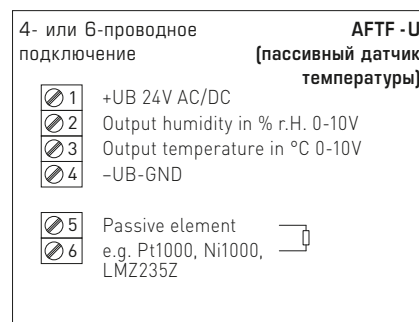 4- или 6-проводное
подключение
AFTF - U
(пассивный датчик
температуры)
1 +UB 24V AC/DC
2 Output humidity in % r.H. 0-10V
3 Output temperature in °C 0-10V
4 –UB-GND
5 Passive element
6 e.g. Pt1000, Ni1000,
LMZ235Z